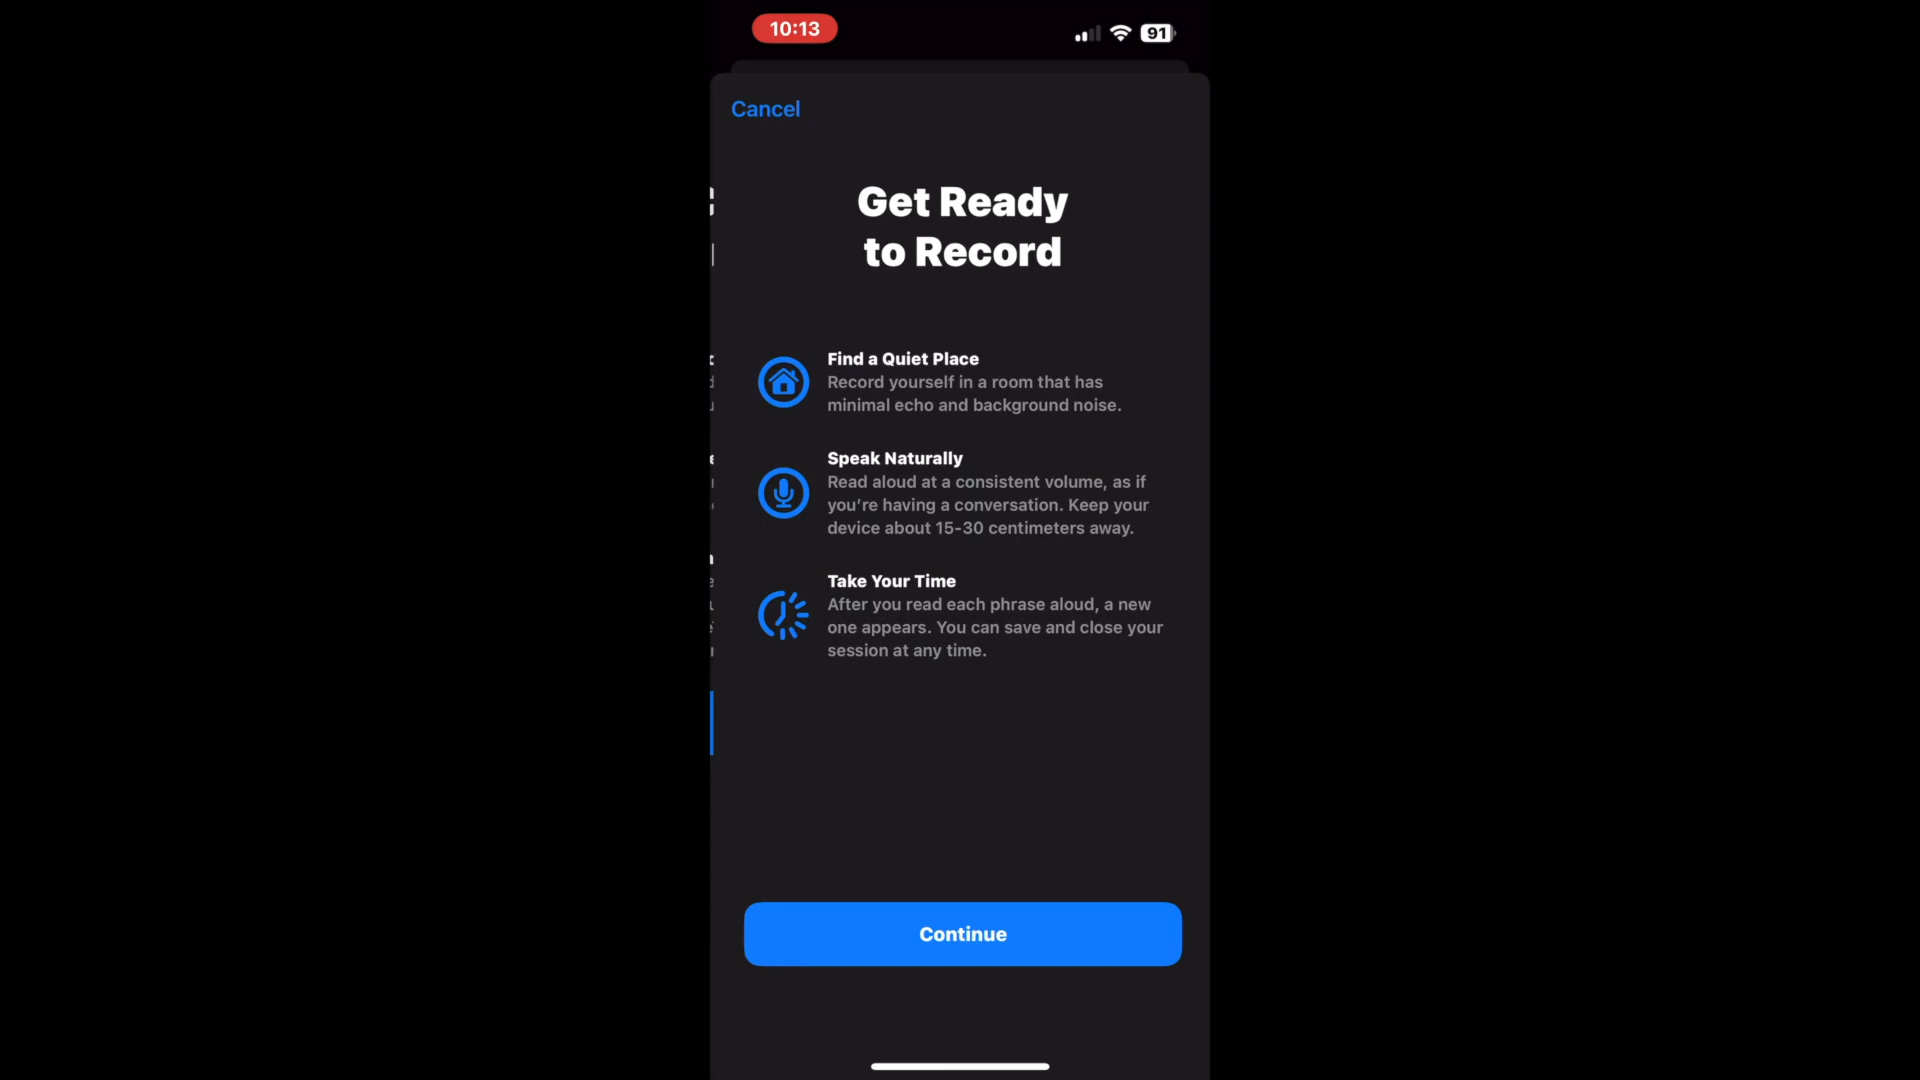 10:13
91
Cancel
Get Ready
to Record
Find a Quiet Place
Record yourself in a room that has
minimal echo and background noise.
Speak Naturally
Read aloud at a consistent volume, as if
you’re having a conversation. Keep your
device about 15-30 centimeters away.
Take Your Time
After you read each phrase aloud, a new
one appears. You can save and close your
session at any time.
Continue